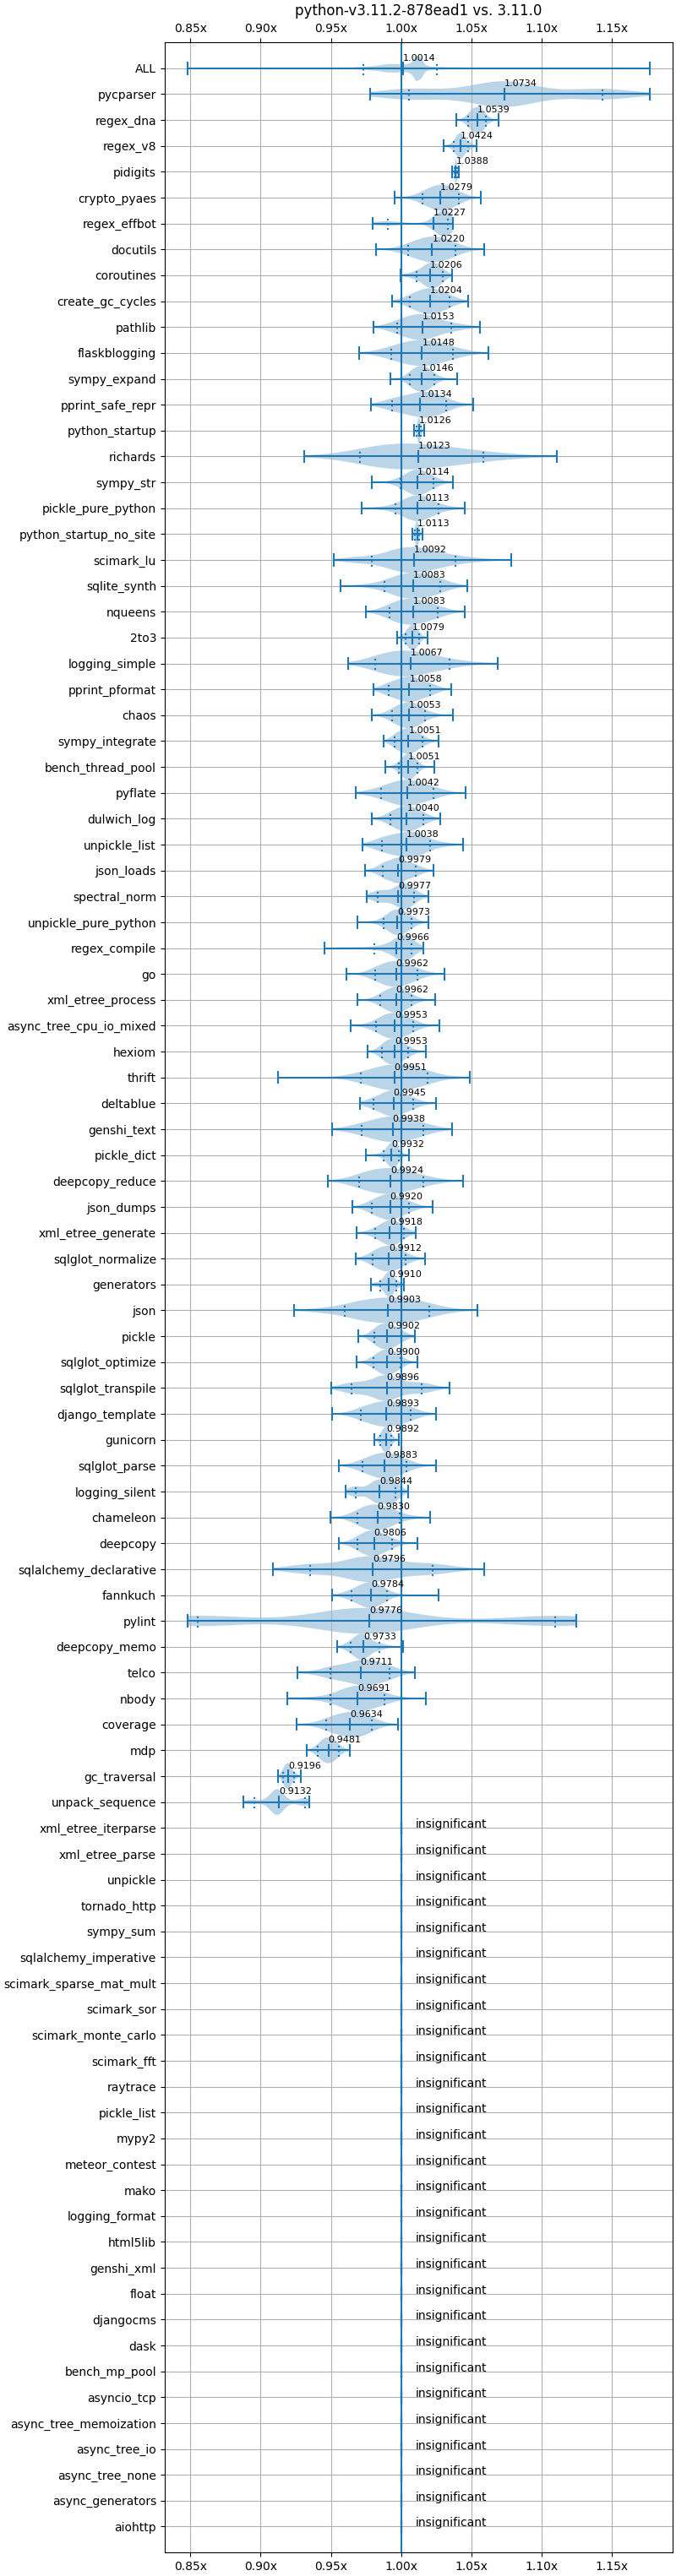 python-v3.11.2-878ead1 vs. 3.11.0
0.85x 0.90x 0.95x 1.00x 1.05x 1.10x 1.15x
ALL 1.0014
pycparser 1.0734
regex_dna 1.0539
regex_v8 1.0424
pidigits 1.0388
crypto_pyaes 1.0279
regex_effbot 1.0227
docutils 1.0220
coroutines 1.0206
create_gc_cycles 1.0204
pathlib 1.0153
flaskblogging 1.0148
sympy_expand 1.0146
pprint_safe_repr 1.0134
python_startup 1.0126
richards 1.0123
sympy_str 1.0114
pickle_pure_python 1.0113
python_startup_no_site 1.0113
scimark_lu 1.0092
sqlite_synth 1.0083
nqueens 1.0083
2to3 1.0079
logging_simple 1.0067
pprint_pformat 1.0058
chaos 1.0053
sympy_integrate 1.0051
bench_thread_pool 1.0051
pyflate 1.0042
dulwich_log 1.0040
unpickle_list 1.0038
json_loads 0.9979
spectral_norm 0.9977
unpickle_pure_python 0.9973
regex_compile 0.9966
go 0.9962
xml_etree_process 0.9962
async_tree_cpu_io_mixed 0.9953
hexiom 0.9953
thrift 0.9951
deltablue 0.9945
genshi_text 0.9938
pickle_dict 0.9932
deepcopy_reduce 0.9924
json_dumps 0.9920
xml_etree_generate 0.9918
sqlglot_normalize 0.9912
generators 0.9910
json 0.9903
pickle 0.9902
sqlglot_optimize 0.9900
sqlglot_transpile 0.9896
django_template 0.9893
gunicorn 0.9892
sqlglot_parse 0.9883
logging_silent 0.9844
chameleon 0.9830
deepcopy 0.9806
sqlalchemy_declarative 0.9796
fannkuch 0.9784
pylint 0.9776
deepcopy_memo 0.9733
telco 0.9711
nbody 0.9691
coverage 0.9634
mdp 0.9481
gc_traversal 0.9196
unpack_sequence 0.9132
xml_etree_iterparse insignificant
xml_etree_parse insignificant
unpickle insignificant
tornado_http insignificant
sympy_sum insignificant
sqlalchemy_imperative insignificant
scimark_sparse_mat_mult insignificant
scimark_sor insignificant
scimark_monte_carlo insignificant
scimark_fft insignificant
raytrace insignificant
pickle_list insignificant
mypy2 insignificant
meteor_contest insignificant
mako insignificant
logging_format insignificant
html5lib insignificant
genshi_xml insignificant
float insignificant
djangocms insignificant
dask insignificant
bench_mp_pool insignificant
asyncio_tcp insignificant
async_tree_memoization insignificant
async_tree_io insignificant
async_tree_none insignificant
async_generators insignificant
aiohttp insignificant
0.85x 0.90x 0.95x 1.00x 1.05x 1.10x 1.15x